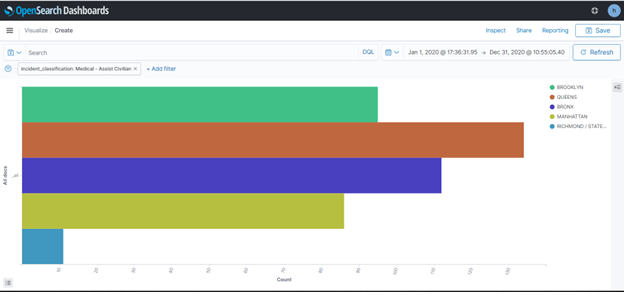 OpenSearch Dashboards
h
Visualize Create
Inspect Share Reporting Save
Search DQL Jan 1, 2020 @ 17:36:31.95 → Dec 31, 2020 @ 10:55:05.40 Refresh
incident_classification: Medical - Assist Civilian × + Add filter
BROOKLYN
QUEENS
BRONX
MANHATTAN
RICHMOND / STATE...
All docs
10 20 30 40 50 60 70 80 90 100 110 120 130
Count